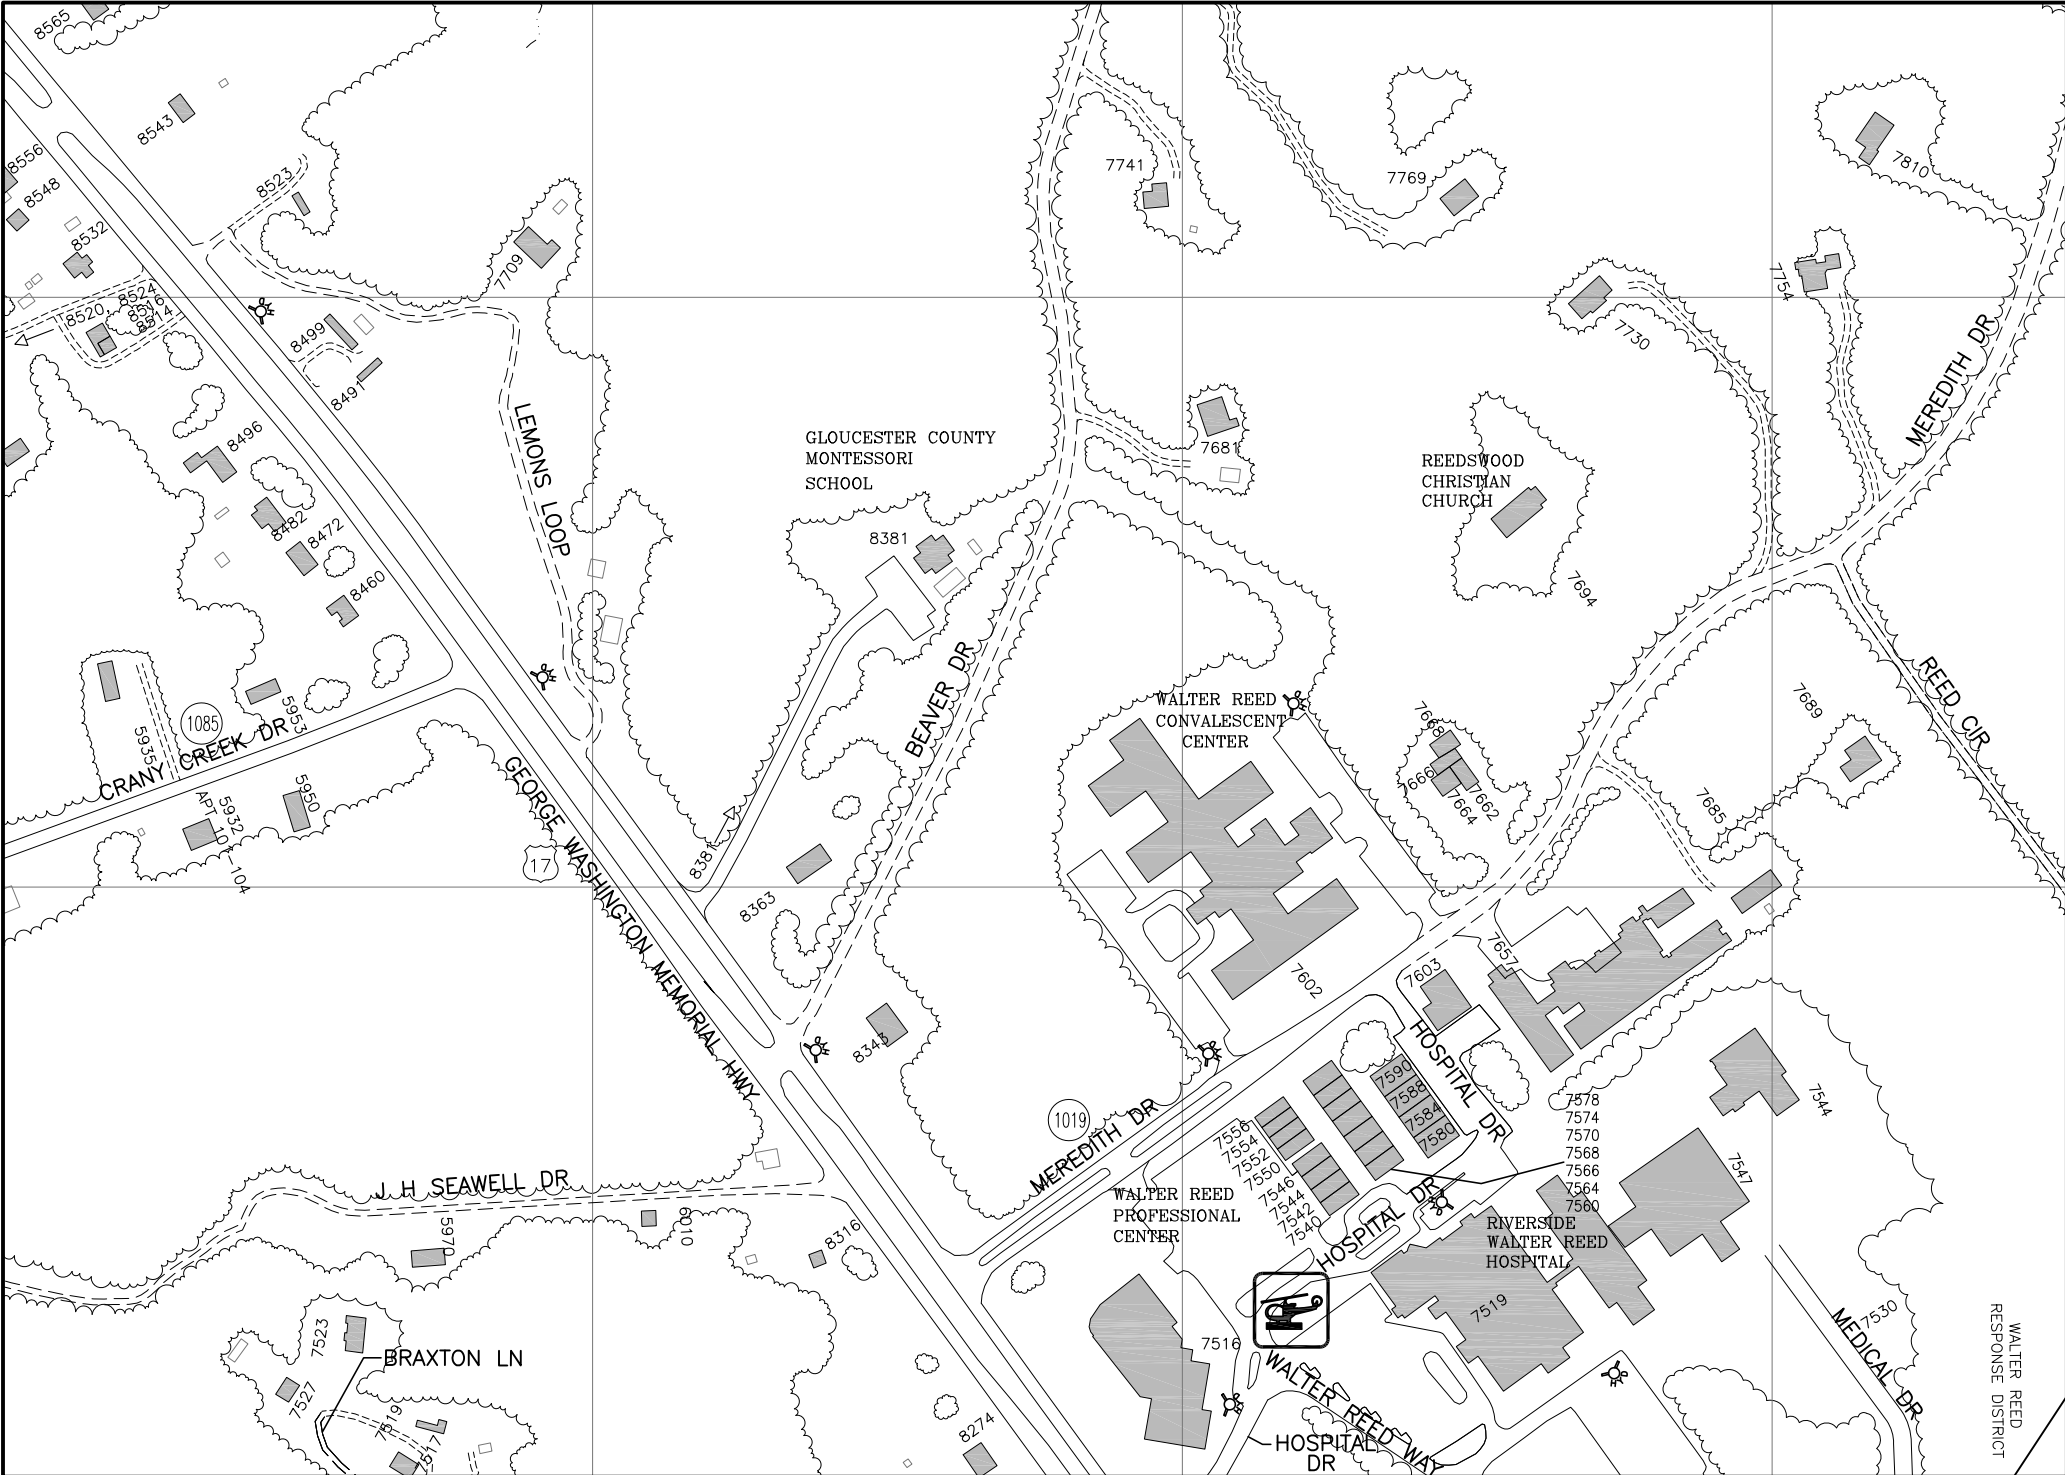 8565
8543
8556
8548
8532
8523
7709
8524
8516
8514
8520,
8499
8491
8496
8482
8472
8460
LEMONS LOOP
7741
7769
7810
7754
7730
MEREDITH DR
7681
GLOUCESTER COUNTY
MONTESSORI
SCHOOL
8381
REEDSWOOD
CHRISTIAN
CHURCH
7694
REED CIR
7689
7685
BEAVER DR
WALTER REED
CONVALESCENT
CENTER
7668
7666
7662
7664
5935
1085
5953
CRANY CREEK DR
5950
5932
APT 101-104
GEORGE WASHINGTON MEMORIAL HWY
17
8381
8363
8343
7602
7603
7657
HOSPITAL DR
7590
7588
7584
7580
7578
7574
7570
7568
7566
7564
7560
7544
7547
1019
MEREDITH DR
7556
7554
7552
7550
7546
7544
7542
7540
WALTER REED
PROFESSIONAL
CENTER
HOSPITAL DR
RIVERSIDE
WALTER REED
HOSPITAL
7519
7516
J H SEAWELL DR
5970
6010
8316
7523
BRAXTON LN
7527
7519
7517
8274
WALTER REED WAY
HOSPITAL
DR
MEDICAL DR
7530
WALTER REED
RESPONSE DISTRICT